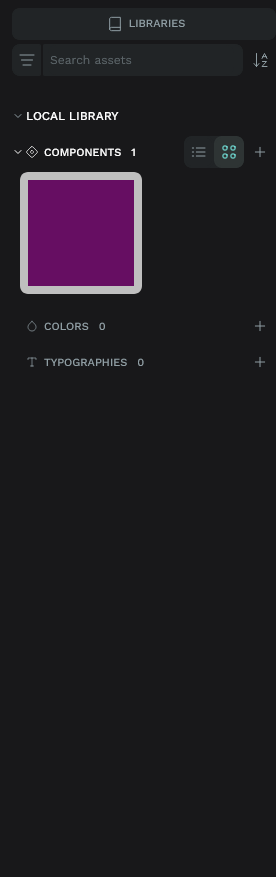 LIBRARIES
Search assets
A
Z
LOCAL LIBRARY
COMPONENTS 1
COLORS 0
TYPOGRAPHIES 0